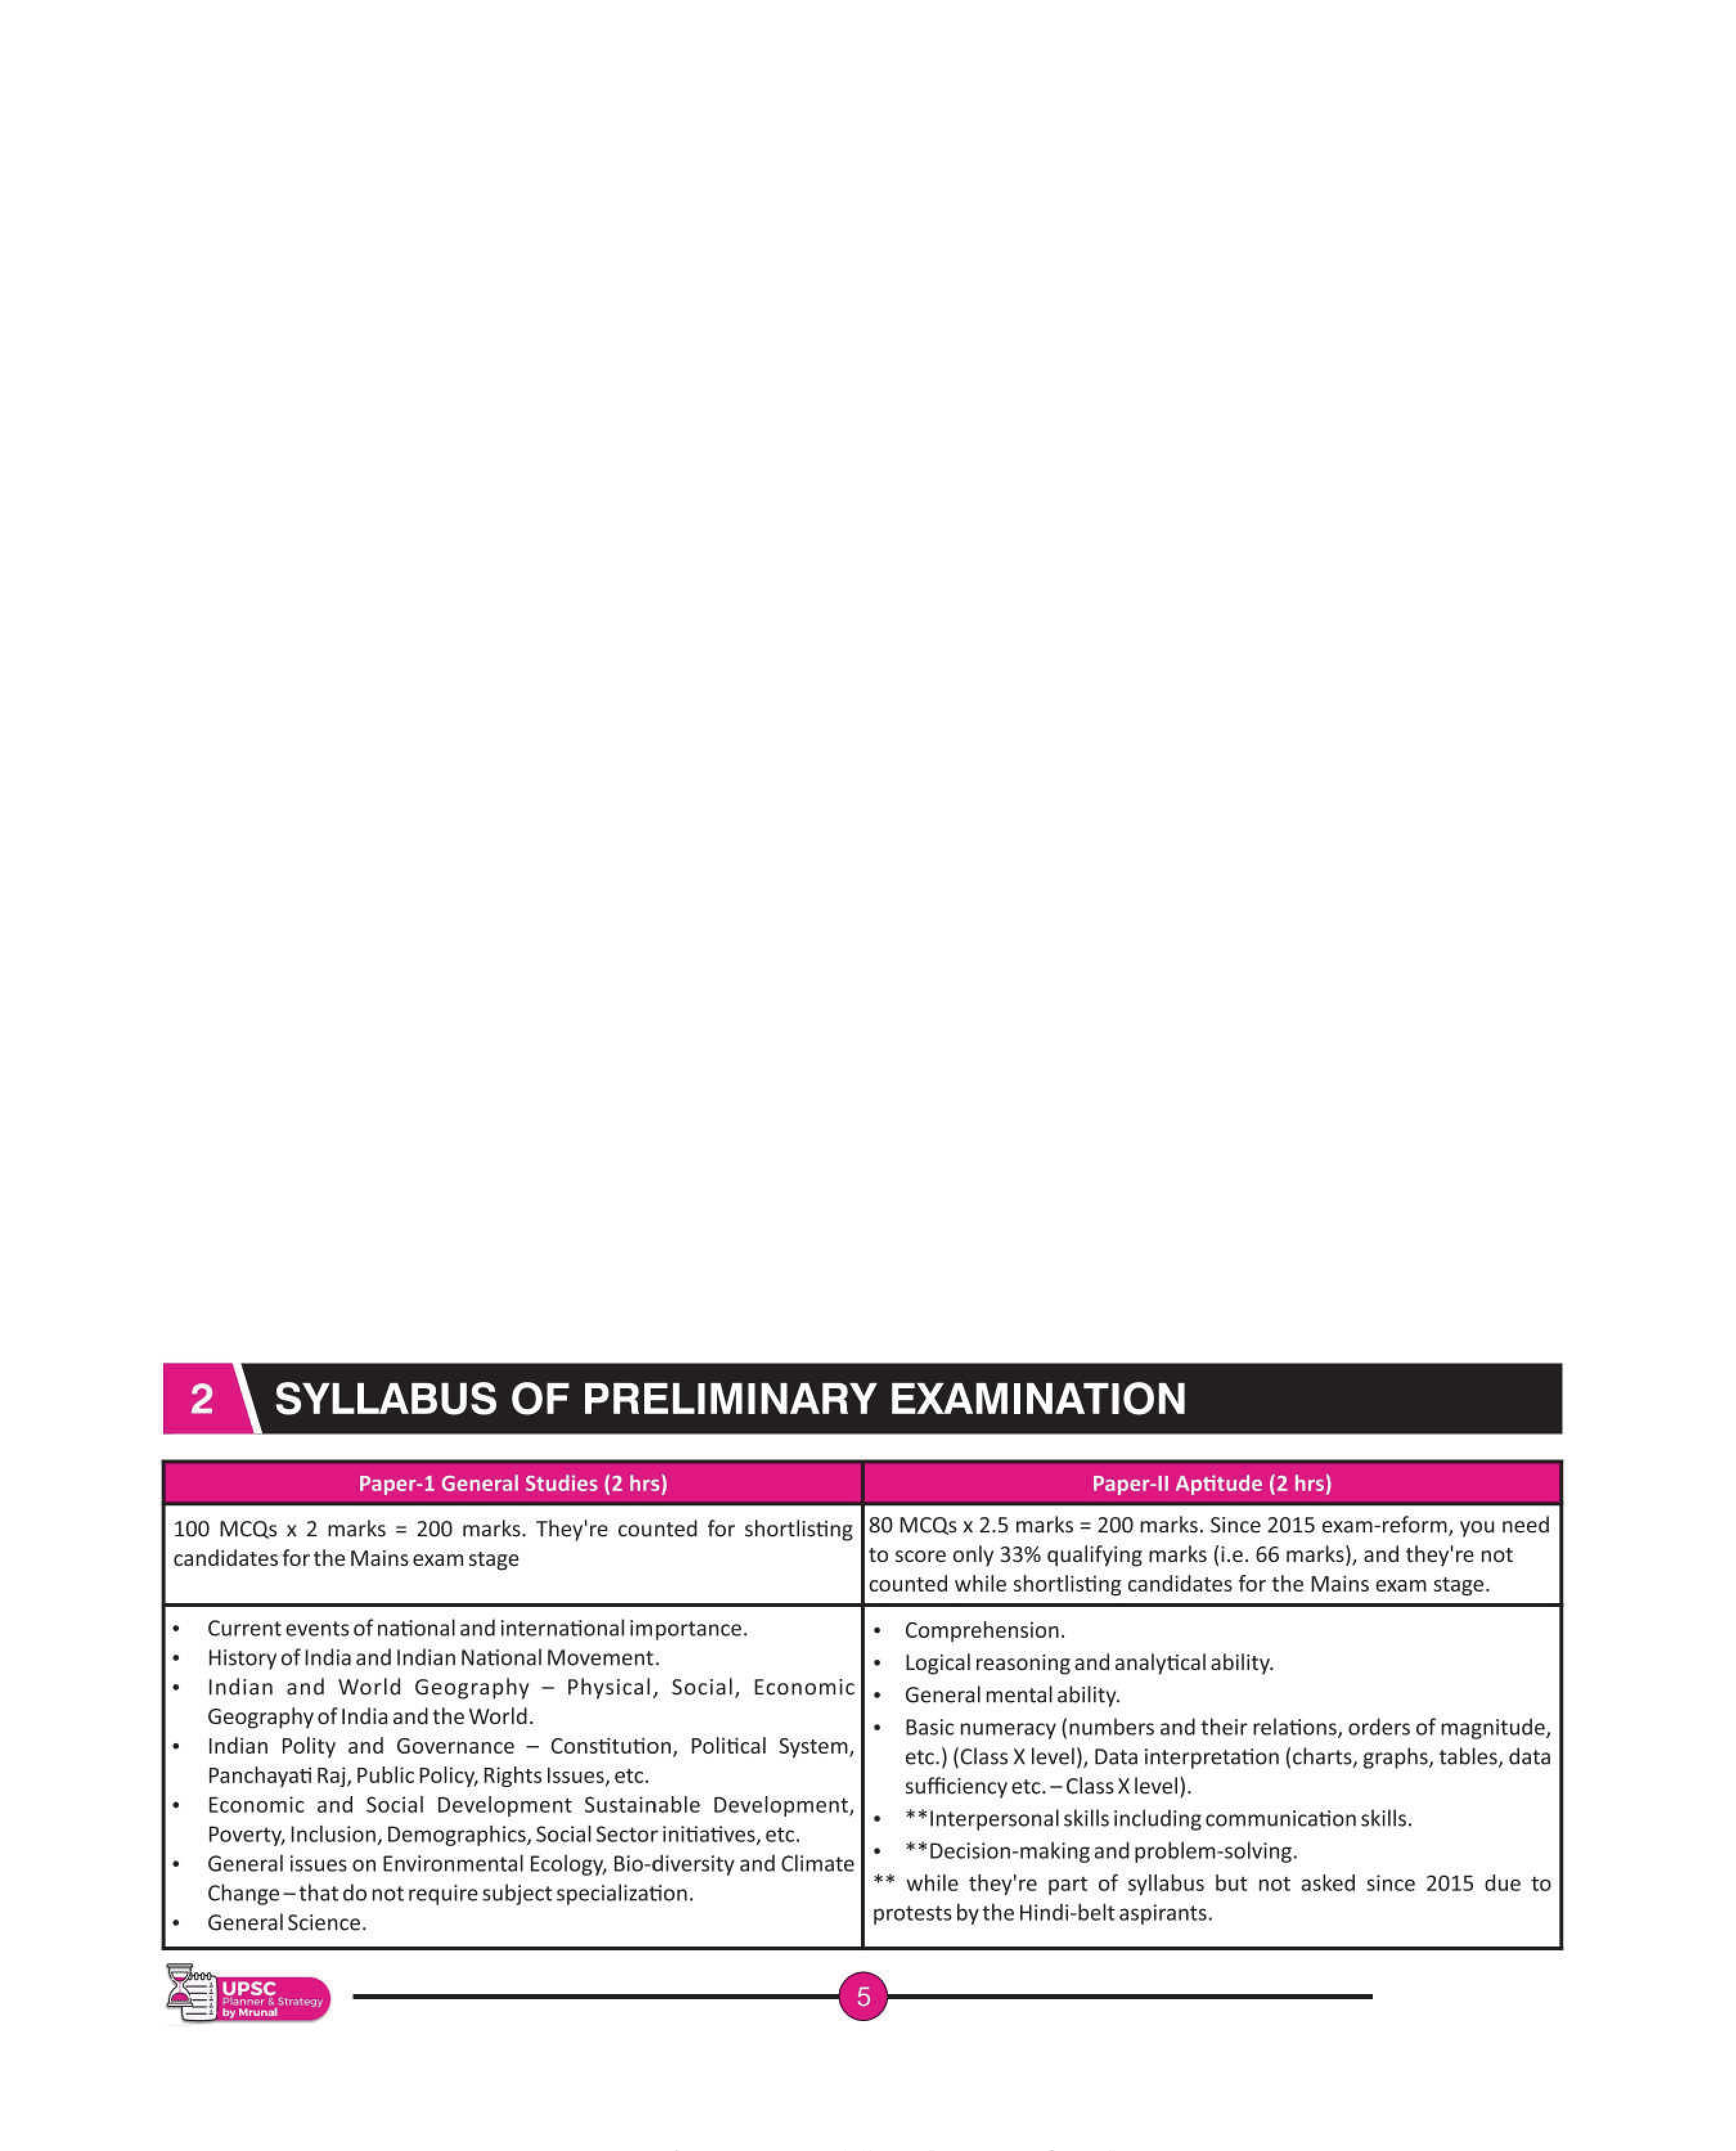 2 SYLLABUS OF PRELIMINARY EXAMINATION
Paper-1 General Studies (2 hrs)
100 MCQs x 2 marks = 200 marks. They're counted for shortlisting
candidates for the Mains exam stage
• Current events of national and international importance.
• History of India and Indian National Movement.
• Indian and World Geography – Physical, Social, Economic
Geography of India and the World.
• Indian Polity and Governance – Constitution, Political System,
Panchayati Raj, Public Policy, Rights Issues, etc.
• Economic and Social Development Sustainable Development,
Poverty, Inclusion, Demographics, Social Sector initiatives, etc.
• General issues on Environmental Ecology, Bio-diversity and Climate
Change – that do not require subject specialization.
• General Science.
Paper-II Aptitude (2 hrs)
80 MCQs x 2.5 marks = 200 marks. Since 2015 exam-reform, you need
to score only 33% qualifying marks (i.e. 66 marks), and they're not
counted while shortlisting candidates for the Mains exam stage.
• Comprehension.
• Logical reasoning and analytical ability.
• General mental ability.
• Basic numeracy (numbers and their relations, orders of magnitude,
etc.) (Class X level), Data interpretation (charts, graphs, tables, data
sufficiency etc. – Class X level).
• **Interpersonal skills including communication skills.
• **Decision-making and problem-solving.
** while they're part of syllabus but not asked since 2015 due to
protests by the Hindi-belt aspirants.
UPSC
Planner & Strategy
by Mrunal
5